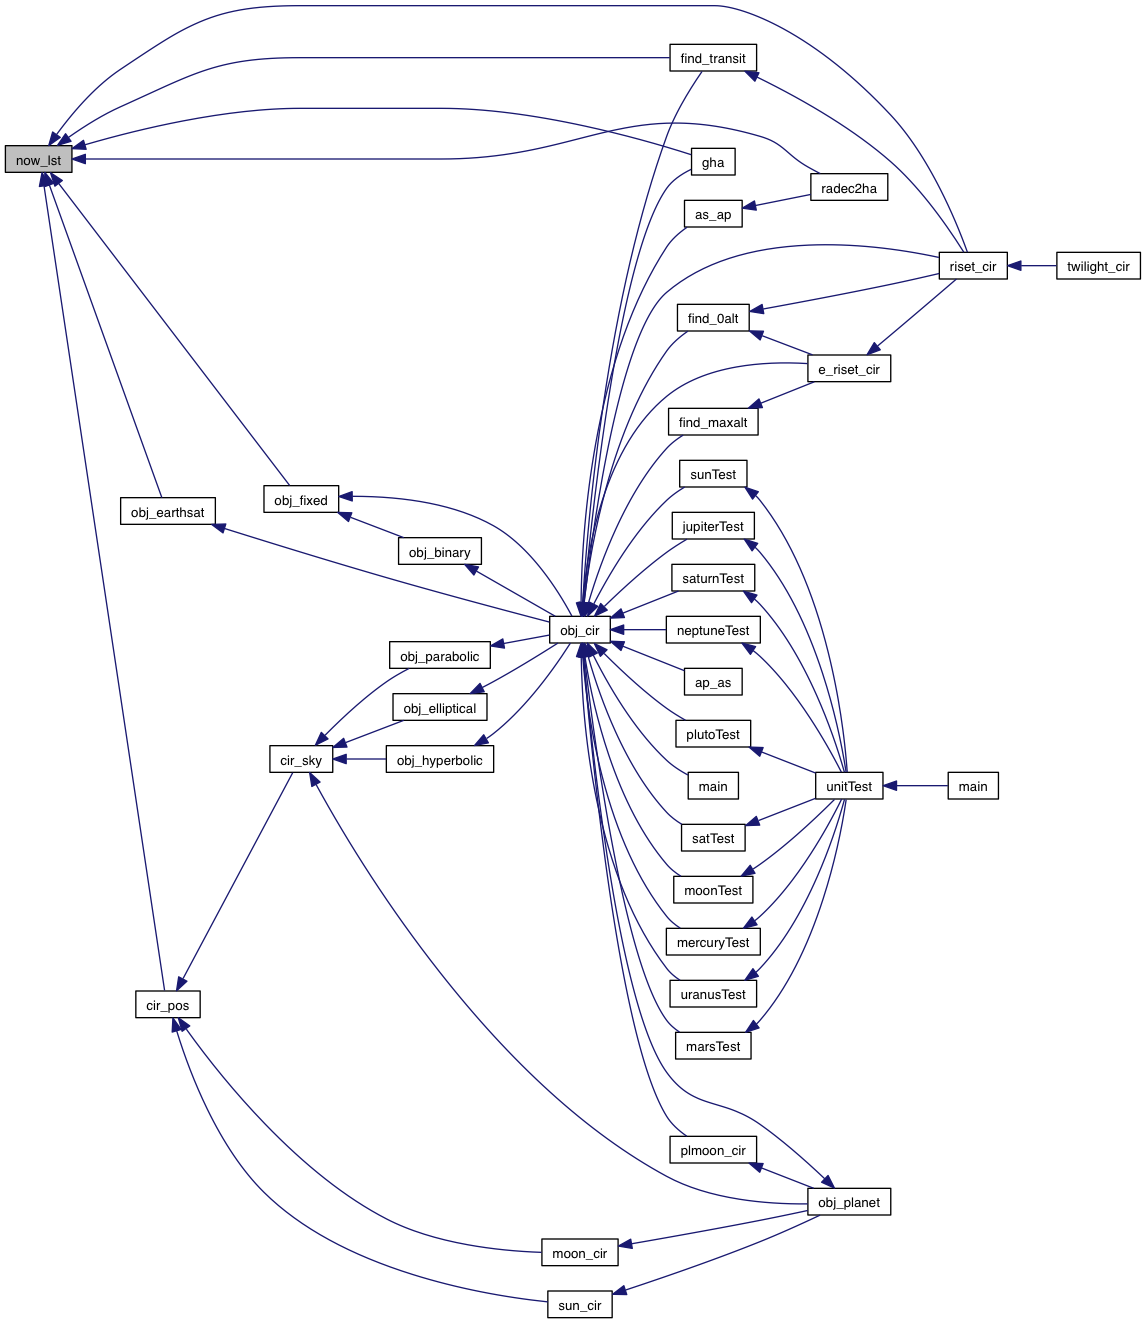 find_transit
now_lst
gha
radec2ha
as_ap
riset_cir
twilight_cir
find_0alt
e_riset_cir
find_maxalt
sunTest
obj_fixed
obj_earthsat
jupiterTest
obj_binary
saturnTest
obj_cir
neptuneTest
obj_parabolic
ap_as
obj_elliptical
plutoTest
cir_sky
obj_hyperbolic
main
unitTest
main
satTest
moonTest
mercuryTest
uranusTest
cir_pos
marsTest
plmoon_cir
obj_planet
moon_cir
sun_cir